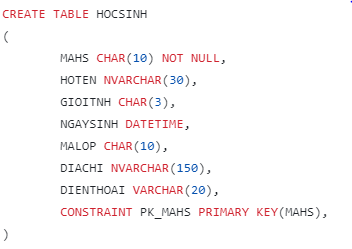 CREATE TABLE HOCSINH
(
MAHS CHAR(10) NOT NULL,
HOTEN NVARCHAR(30),
GIOITNH CHAR(3),
NGAYSINH DATETIME,
MALOP CHAR(10),
DIACHI NVARCHAR(150),
DIENTHOAI VARCHAR(20),
CONSTRAINT PK_MAHS PRIMARY KEY(MAHS),
)